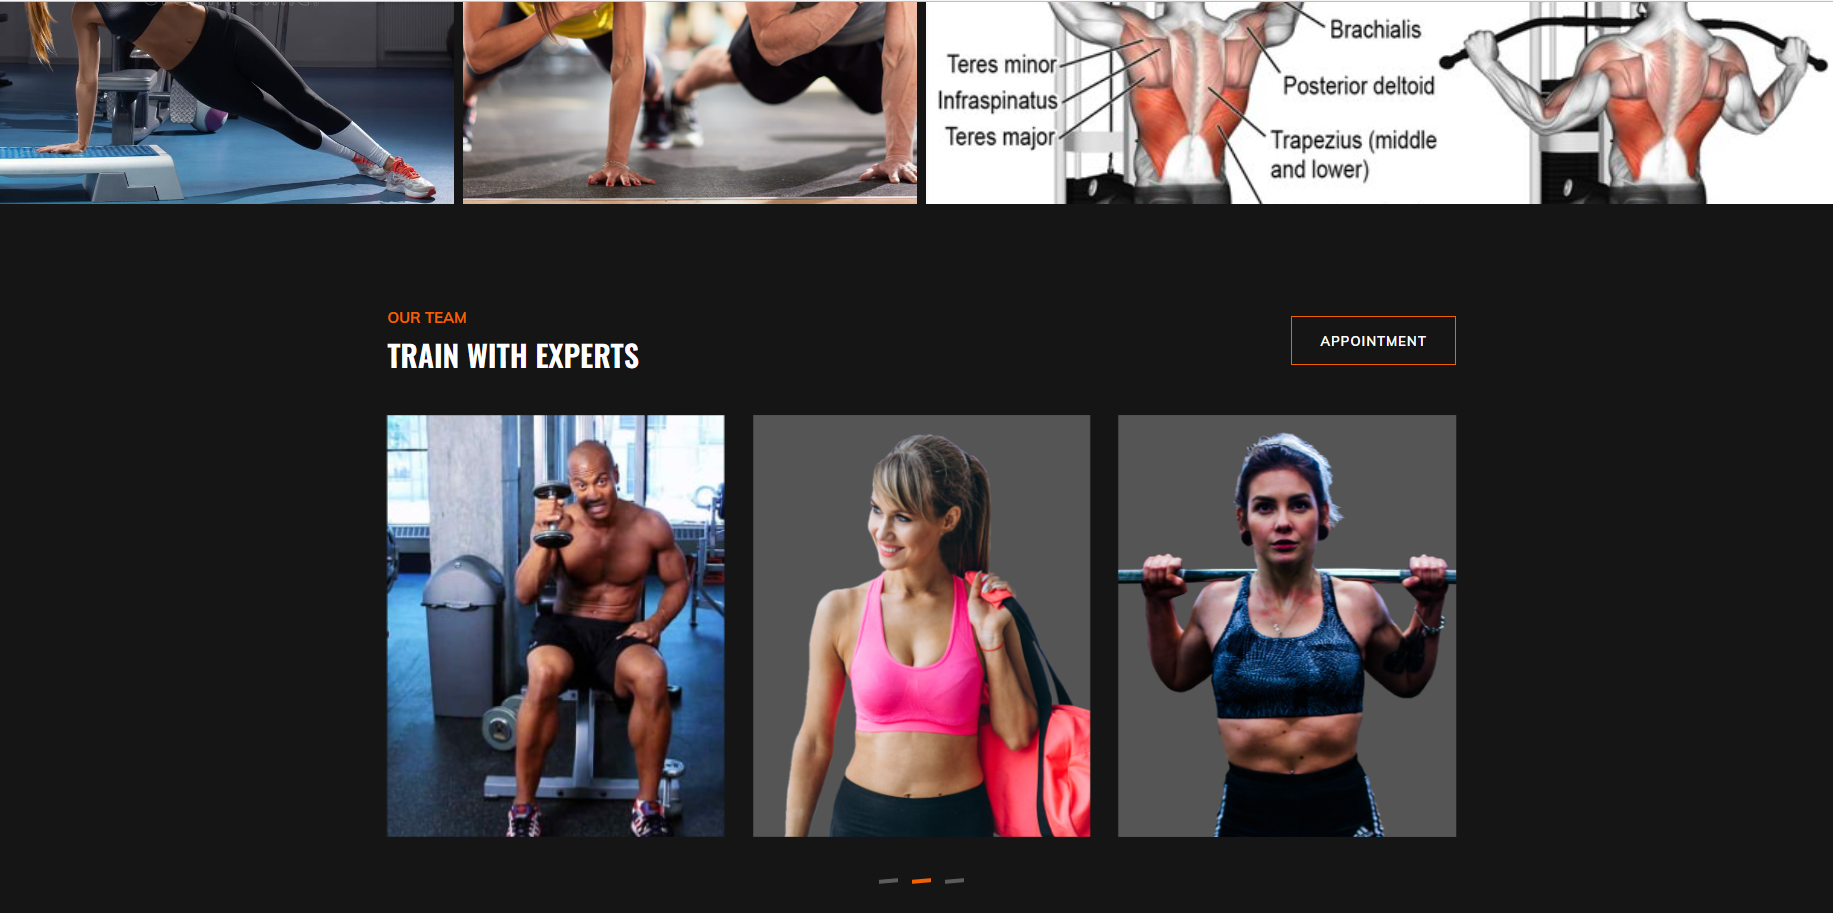 Brachialis
Teres minor
Posterior deltoid
Infraspinatus
Teres major
Trapezius (middle
and lower)
OUR TEAM
TRAIN WITH EXPERTS
APPOINTMENT